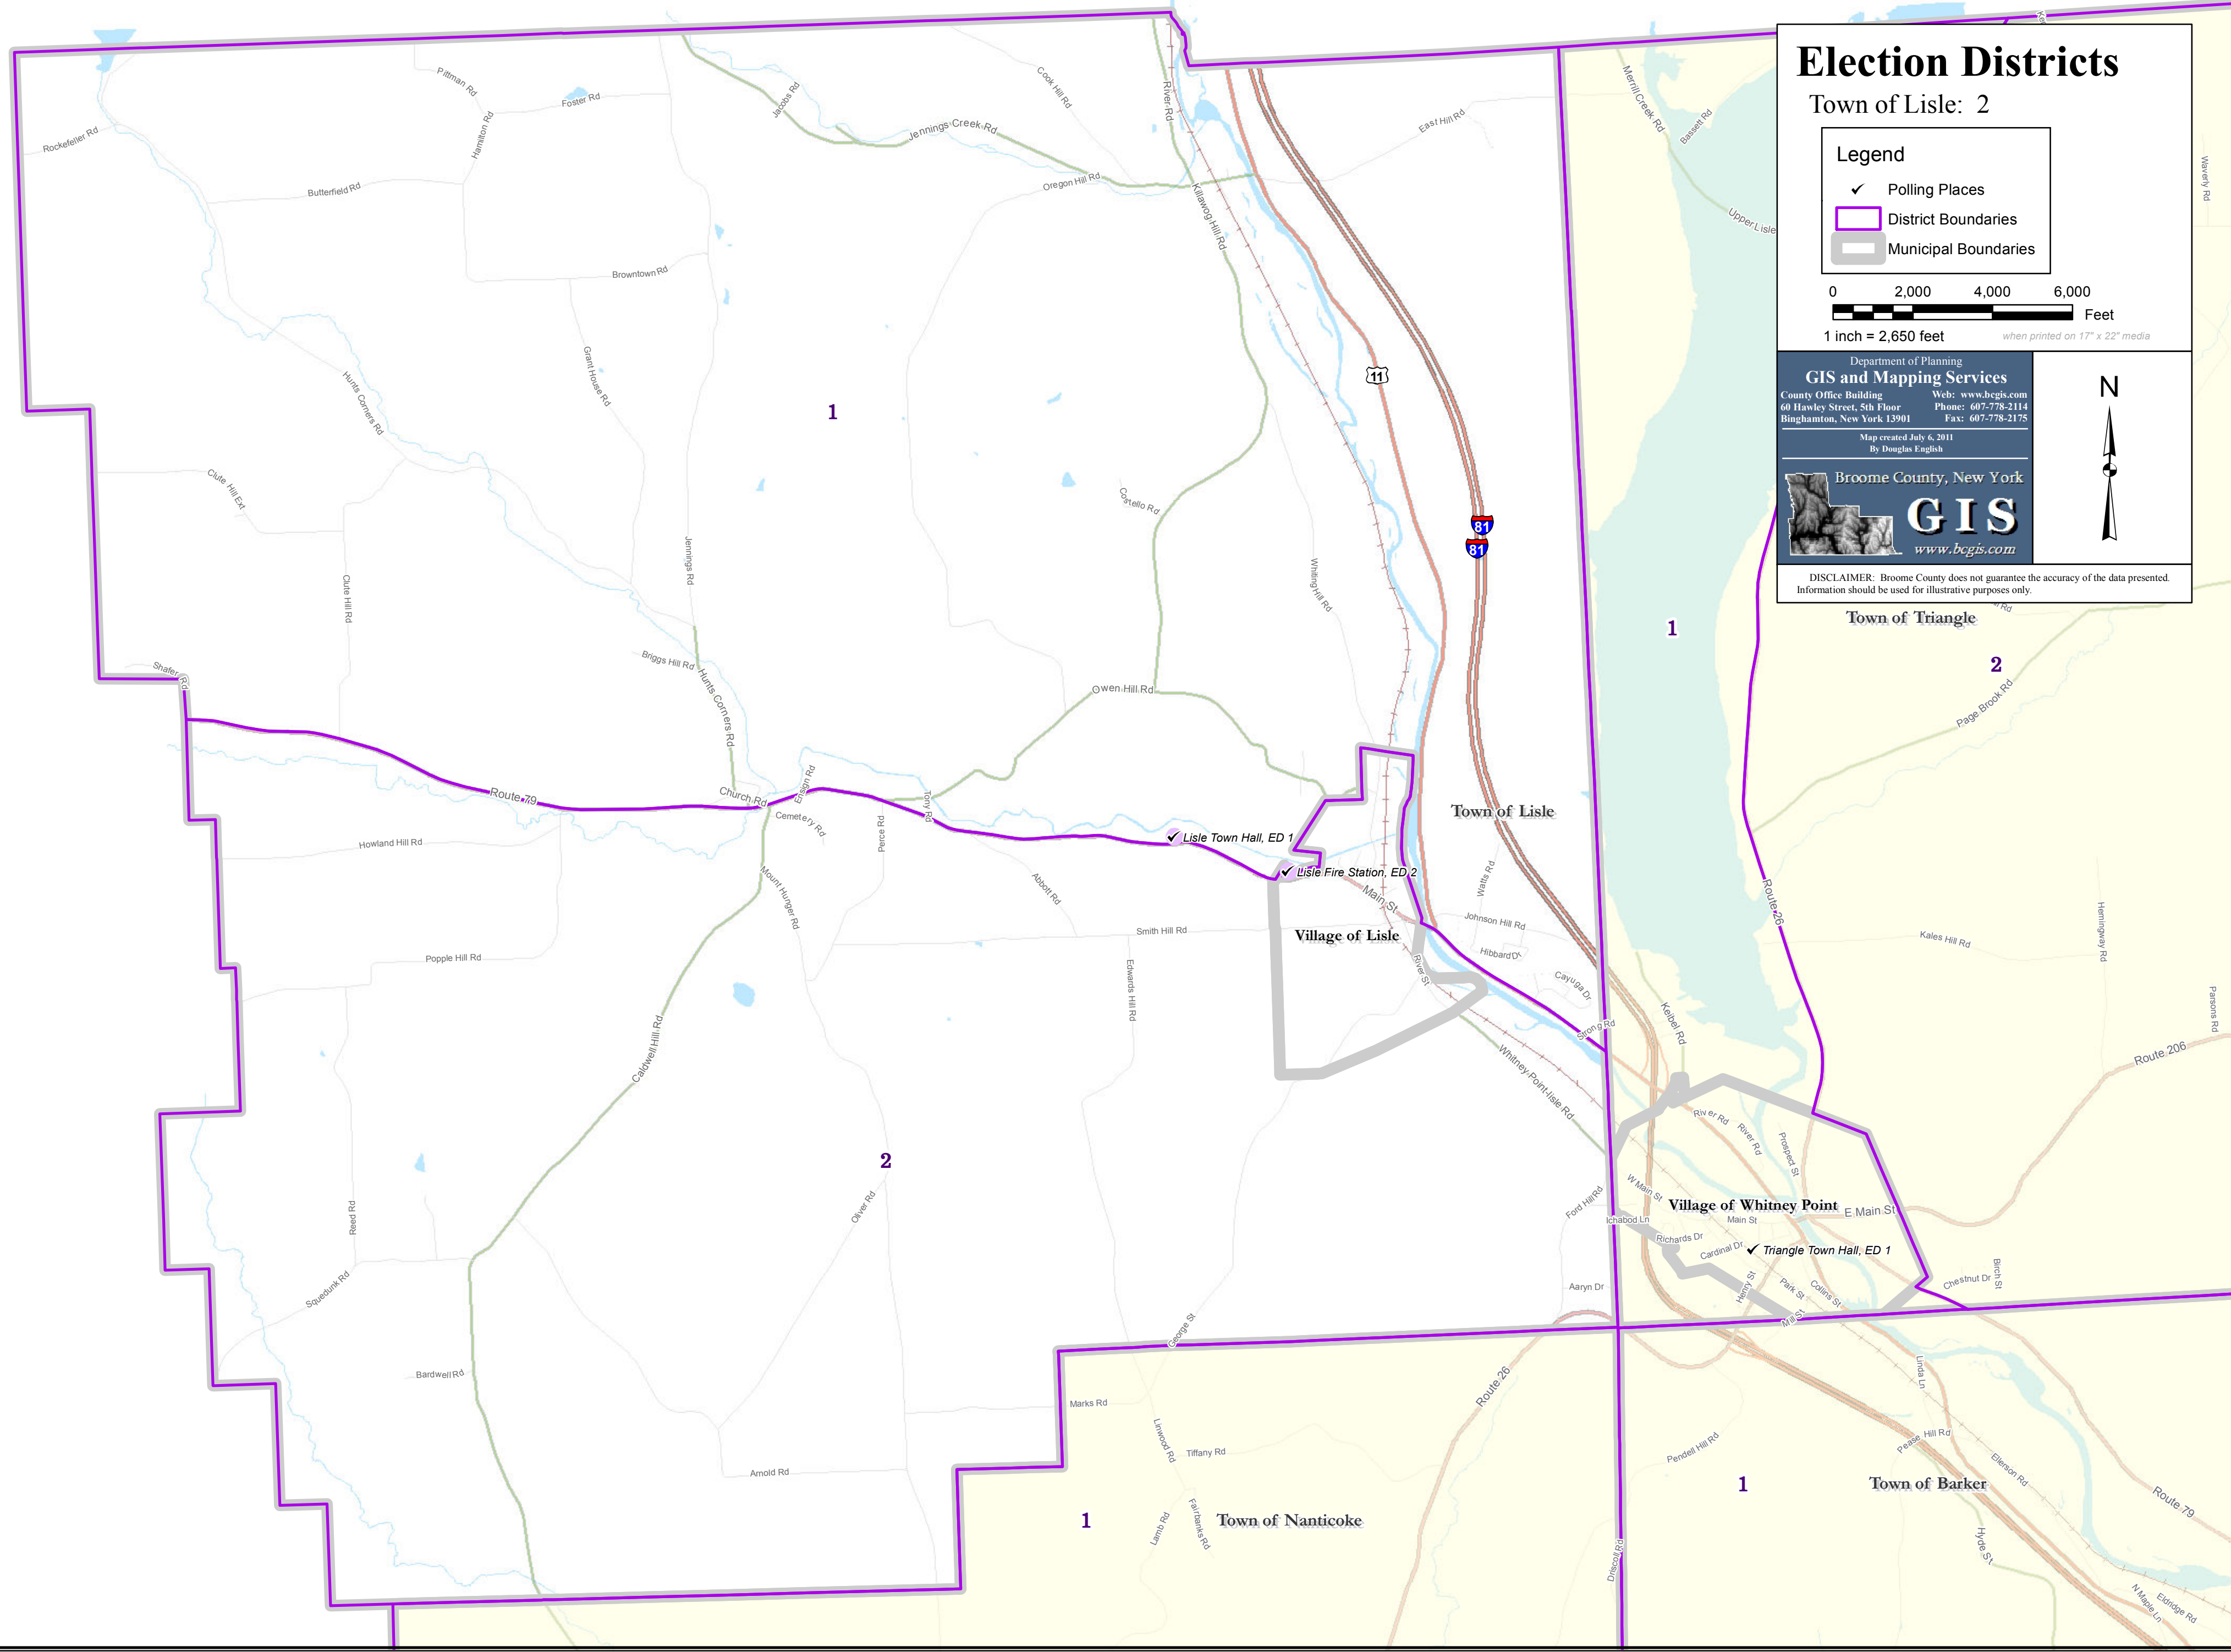 Election Districts
Town of Lisle: 2
Legend
Polling Places
District Boundaries
Municipal Boundaries
0 2,000 4,000 6,000
Feet
1 inch = 2,650 feet
when printed on 17" x 22" media
Department of Planning
GIS and Mapping Services
County Office Building Web: www.bcgis.com
60 Hawley Street, 5th Floor Phone: 607-778-2114
Binghamton, New York 13901 Fax: 607-778-2175
Map created July 6, 2011
By Douglas English
Broome County, New York
GIS
www.bcgis.com
N
DISCLAIMER: Broome County does not guarantee the accuracy of the data presented.
Information should be used for illustrative purposes only.
Pittman Rd
Foster Rd
Hamilton Rd
Rockefeller Rd
Butterfield Rd
Browntown Rd
Jacobs Rd
Jennings Creek Rd
Cook Hill Rd
River Rd
Oregon Hill Rd
Killawog Hill Rd
East Hill Rd
Merrill Creek Rd
Bassett Rd
Upper Lisle
Waverly Rd
Grant House Rd
Hunts Corners Rd
1
11
81
81
Clute Hill Ext
Clute Hill Rd
Jennings Rd
Costello Rd
Whiting Hill Rd
Briggs Hill Rd
Hunts Corners Rd
Shafer Rd
Owen Hill Rd
1
Town of Triangle
2
Page Brook Rd
Route 79
Church Rd
Ensign Rd
Cemetery Rd
Tony Rd
Perce Rd
Howland Hill Rd
Lisle Town Hall, ED 1
Lisle Fire Station, ED 2
Town of Lisle
Watts Rd
Main St
Mount Hunger Rd
Abbott Rd
Smith Hill Rd
Village of Lisle
Johnson Hill Rd
Hibbard Dr
Cayuga Dr
River St
Strong Rd
Route 26
Kales Hill Rd
Hemingway Rd
Parsons Rd
Popple Hill Rd
Edwards Hill Rd
Caldwell Hill Rd
Keibel Rd
Route 206
Whitney Point-lisle Rd
River Rd
River Rd
Prospect St
2
Oliver Rd
Reed Rd
Squedunk Rd
Ford Hill Rd
W Main St
Village of Whitney Point
E Main St
Ichabod Ln
Main St
Richards Dr
Cardinal Dr
Triangle Town Hall, ED 1
Aaryn Dr
Henry St
Park St
Collins St
Chestnut Dr
Birch St
Mill St
George St
Bardwell Rd
Marks Rd
Arnold Rd
Linwood Rd
Tiffany Rd
Route 26
Linda Ln
Pendell Hill Rd
Pease Hill Rd
Ellerson Rd
1
Town of Barker
Route 79
1
Town of Nanticoke
Lamb Rd
Fairbanks Rd
Driscoll Rd
Hyde St
N Maple Ln
Eldridge Rd